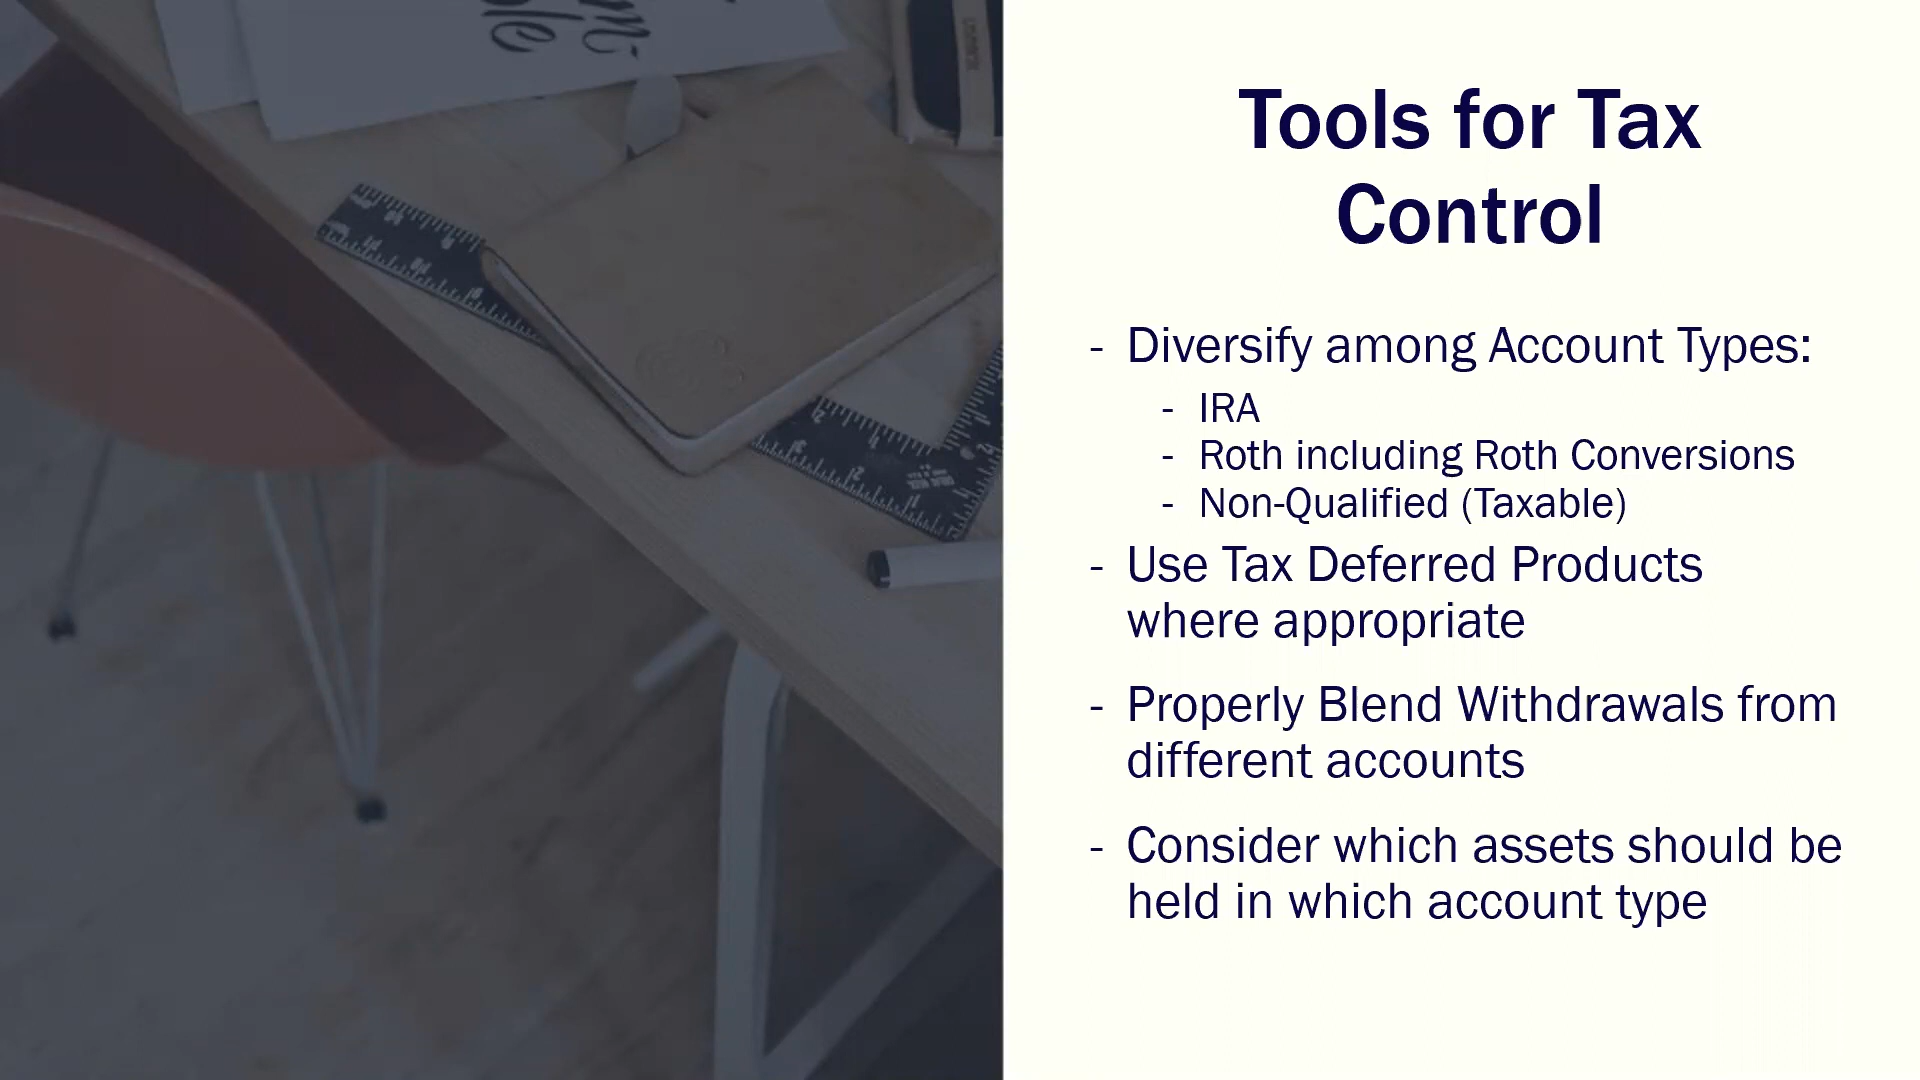 Tools for Tax
Control
- Diversify among Account Types:
- IRA
- Roth including Roth Conversions
- Non-Qualified (Taxable)
- Use Tax Deferred Products
where appropriate
- Properly Blend Withdrawals from
different accounts
- Consider which assets should be
held in which account type